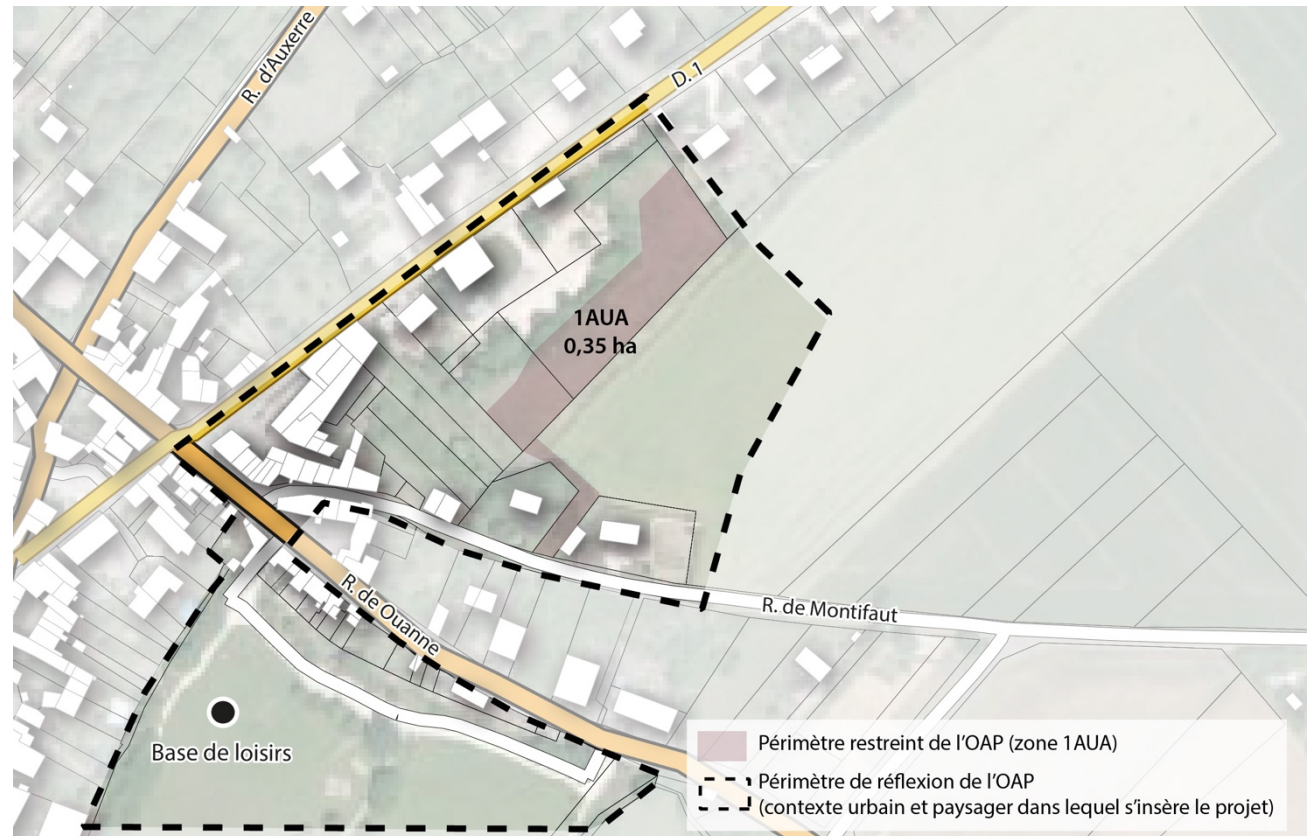 R. d'Auxerre
D. 1
1AUA
0,35 ha
R. de Ouanne
R. de Montifaut
Base de loisirs
Périmètre restreint de l'OAP (zone 1AUA)
Périmètre de réflexion de l'OAP
(contexte urbain et paysager dans lequel s'insère le projet)